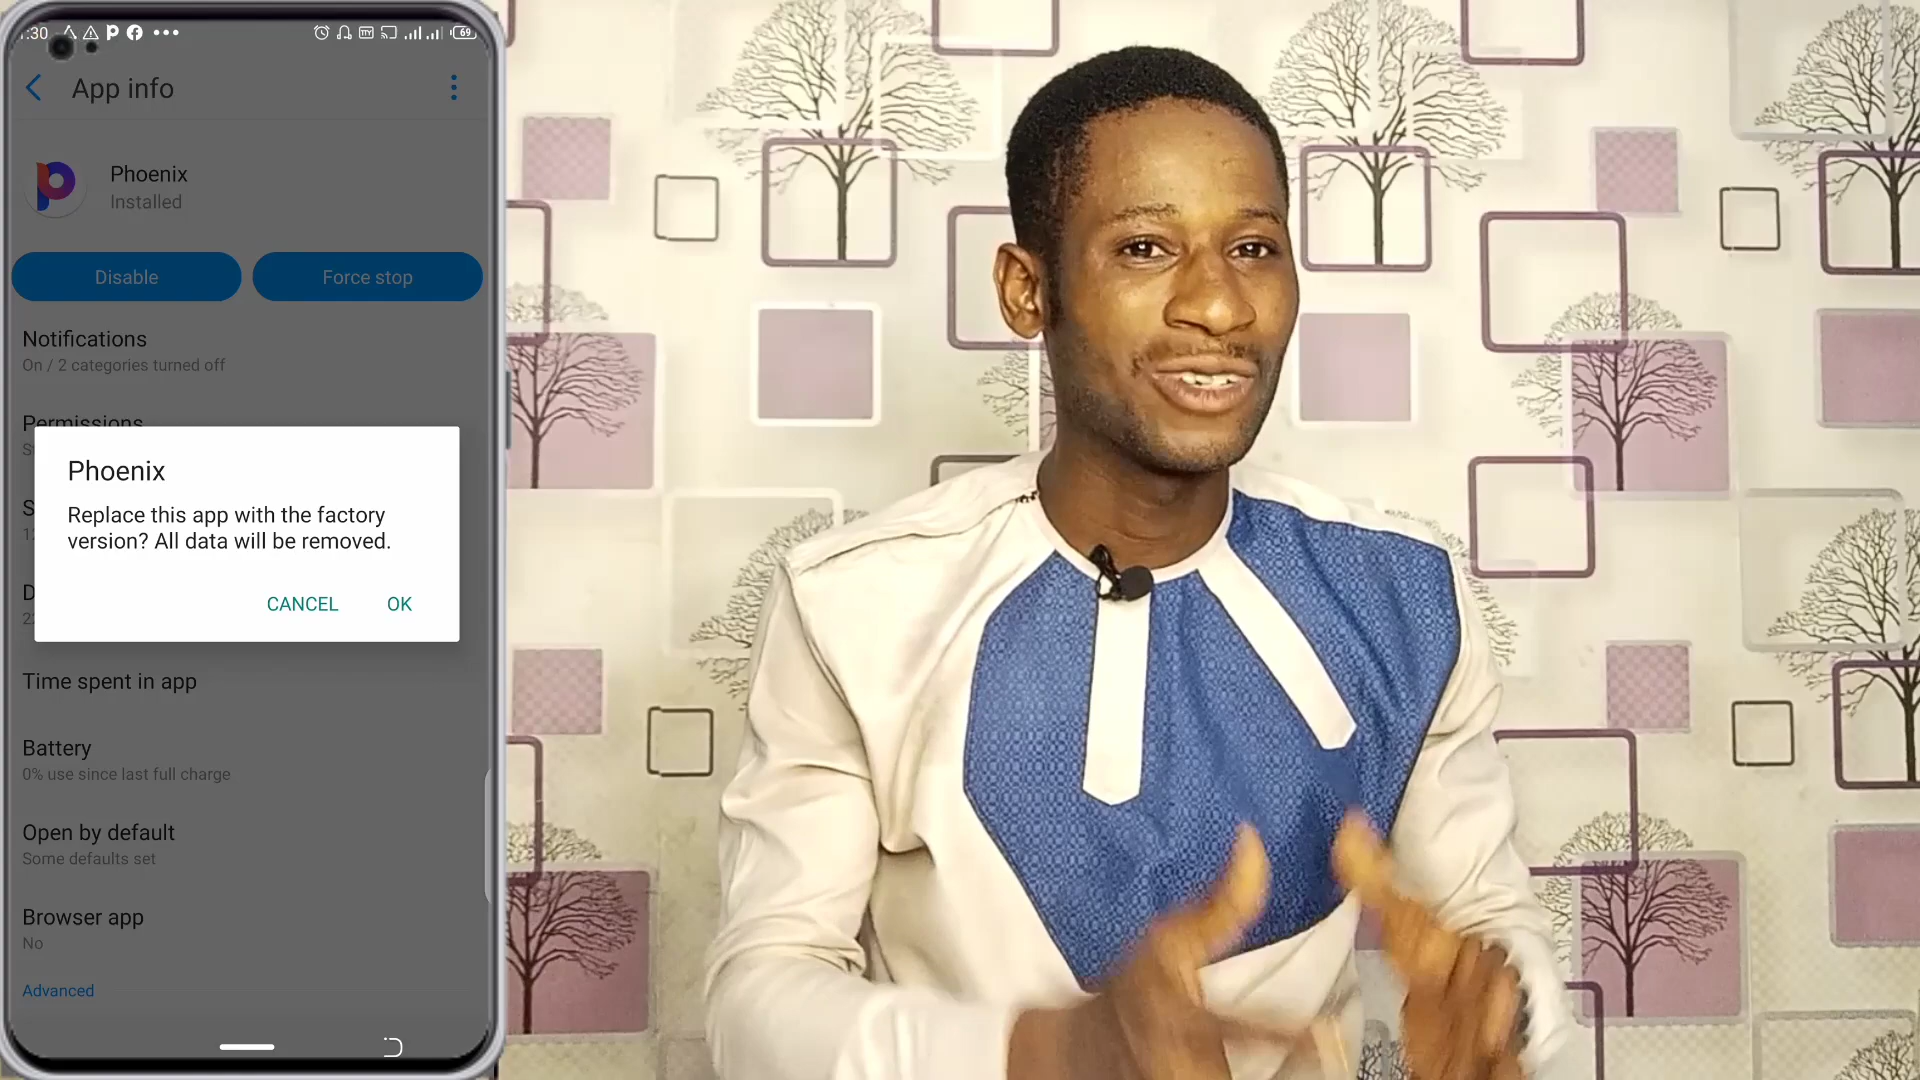 :30
69
App info
Phoenix
Installed
Disable
Force stop
Notifications
On / 2 categories turned off
Permissions
Phoenix
Replace this app with the factory
version? All data will be removed.
CANCEL
OK
Time spent in app
Battery
0% use since last full charge
Open by default
Some defaults set
Browser app
No
Advanced